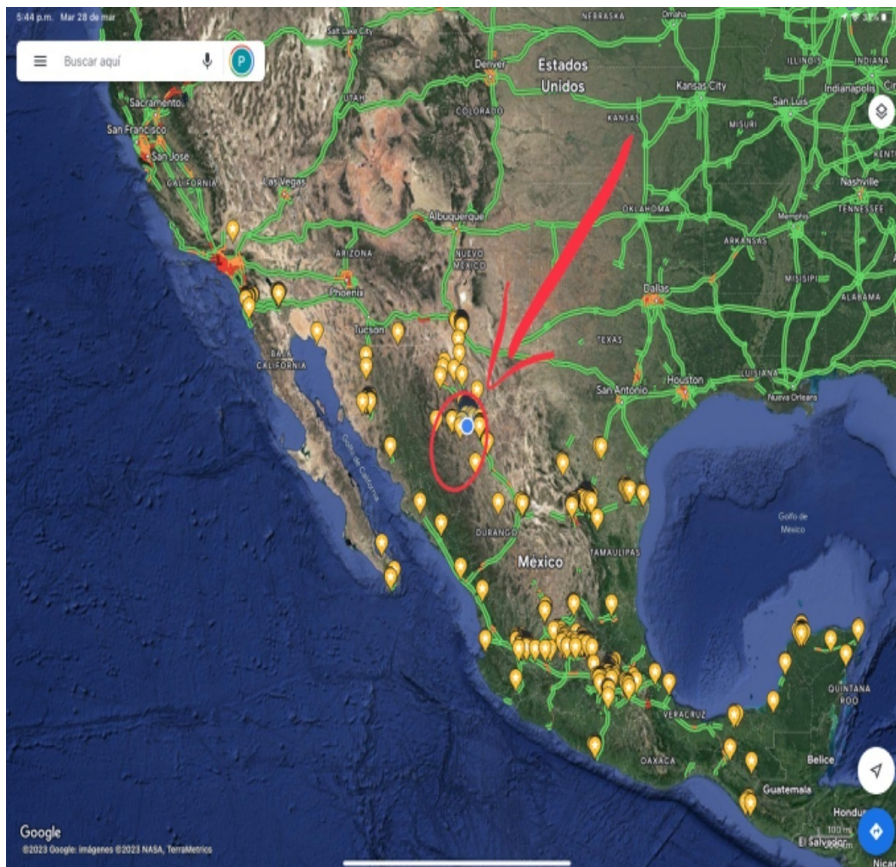 5:44 p.m. Mar 28 de mar
NEBRASKA
Omaha
Salt Lake City
Buscar aquí
P
Denver
Estados
Unidos
Kansas City
ILLINOIS
INDIANA
Indianapolis
Sacramento
UTAH
COLORADO
KANSAS
San Luis
MISURI
San Francisco
San José
CALIFORNIA
Las Vegas
Nashville
TENNESSEE
Albuquerque
OKLAHOMA
Memphis
ARKANSAS
ARIZONA
NUEVO
MÉXICO
Phoenix
Dallas
MISISIPI
ALABAMA
Tucson
BAJA
CALIFORNIA
TEXAS
LUISIANA
San Antonio
Houston
Nueva Orleans
Golfo de California
Golfo de
México
DURANGO
México
TAMAULIPAS
QUINTANA
ROO
VERACRUZ
OAXACA
Belice
Guatemala
Google
100 mi
El Salvador
©2023 Google: imágenes ©2023 NASA, TerraMetrics